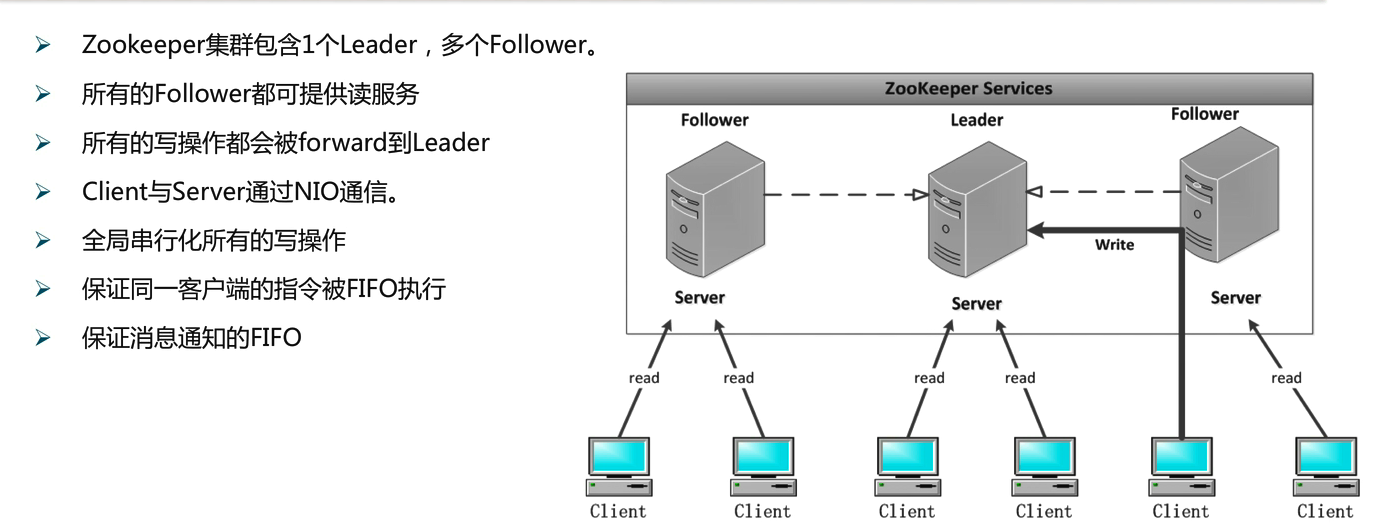 Zookeeper集群包含1个Leader，多个Follower。
所有的Follower都可提供读服务
所有的写操作都会被forward到Leader
Client与Server通过NIO通信。
全局串行化所有的写操作
保证同一客户端的指令被FIFO执行
保证消息通知的FIFO
ZooKeeper Services
Follower Leader Follower
Write
Server Server Server
read read read read read
Client Client Client Client Client Client